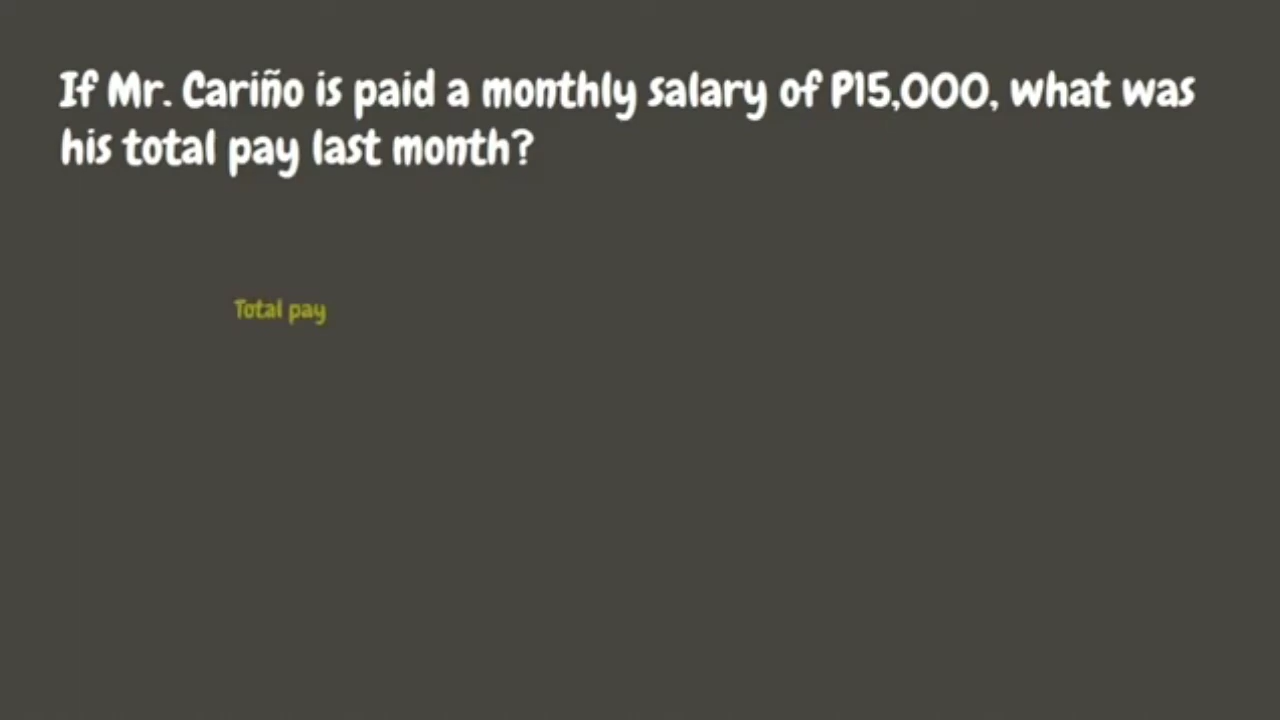 If Mr. Cariño is paid a monthly salary of P15,000, what was
his total pay last month?
Total pay